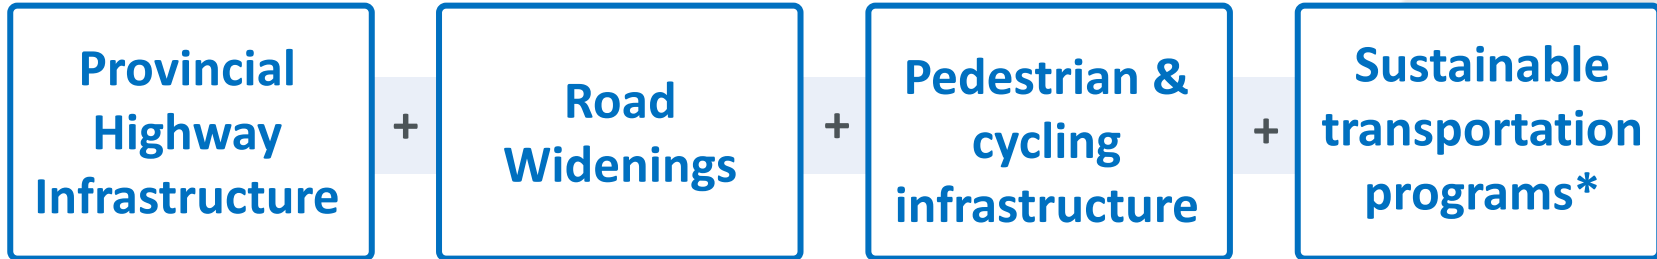 Provincial
Highway
Infrastructure
+
Road
Widenings
+
Pedestrian &
cycling
infrastructure
+
Sustainable
transportation
programs*